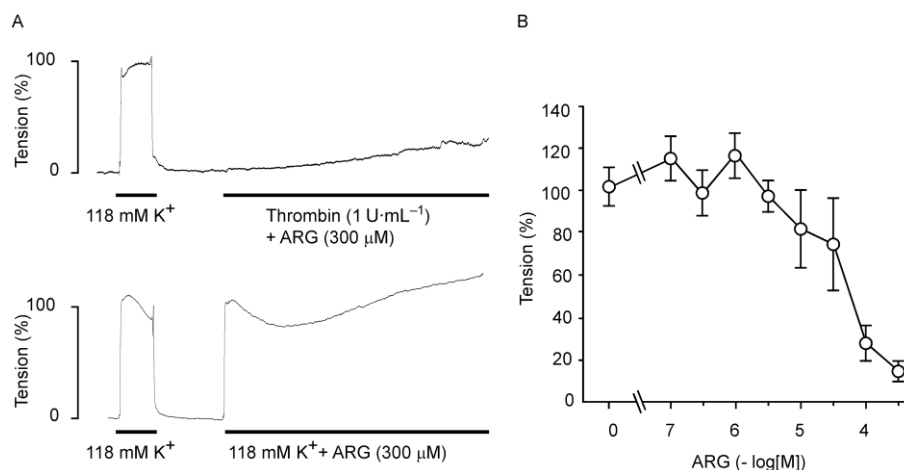 A
100
Tension (%)
0
118 mM K⁺
Thrombin (1 U·mL⁻¹)
+ ARG (300 μM)
100
Tension (%)
0
118 mM K⁺
118 mM K⁺ + ARG (300 μM)
B
140
120
100
80
60
40
20
0
Tension (%)
0 7 6 5 4
ARG (- log[M])